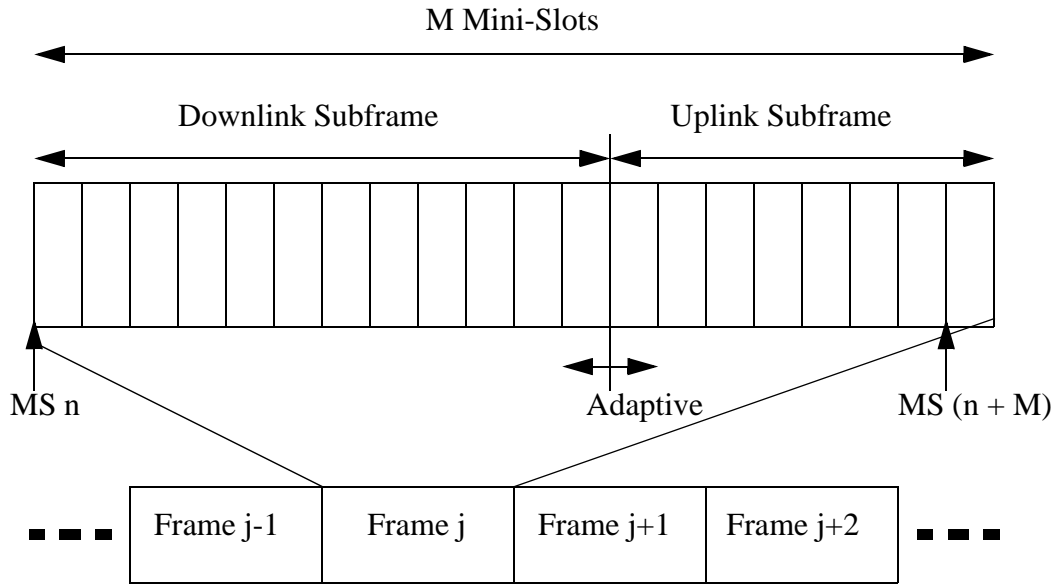 M Mini-Slots
Downlink Subframe
Uplink Subframe
MS n
Adaptive
MS (n + M)
Frame j-1
Frame j
Frame j+1
Frame j+2